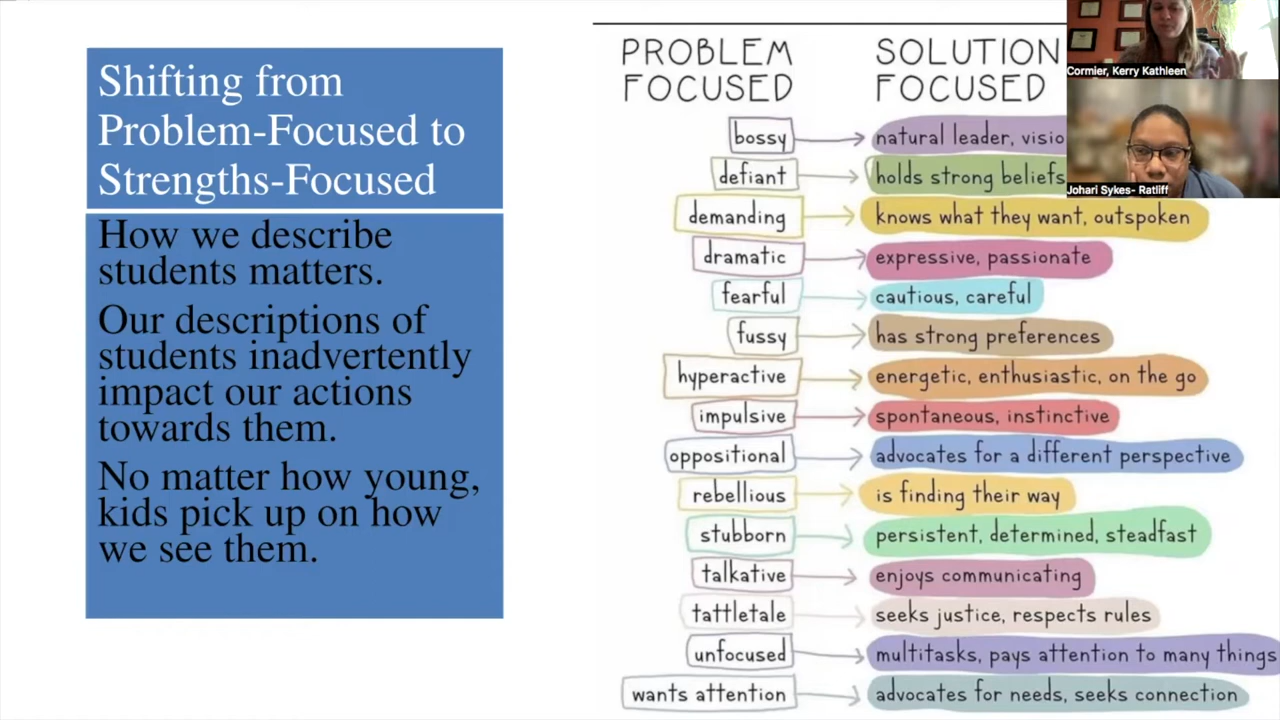 Shifting from
Problem-Focused to
Strengths-Focused
How we describe
students matters.
Our descriptions of
students inadvertently
impact our actions
towards them.
No matter how young,
kids pick up on how
we see them.
PROBLEM
FOCUSED
SOLUTION
FOCUSED
bossy natural leader,
defiant holds strong beliefs
demanding knows what they want, outspoken
dramatic expressive, passionate
fearful cautious, careful
fussy has strong preferences
hyperactive energetic, enthusiastic, on the go
impulsive spontaneous, instinctive
oppositional advocates for a different perspective
rebellious is finding their way
stubborn persistent, determined, steadfast
talkative enjoys communicating
tattletale seeks justice, respects rules
unfocused multitasks, pays attention to many things
wants attention advocates for needs, seeks connection
Cormier, Kerry Kathleen
Johari Sykes- Ratliff